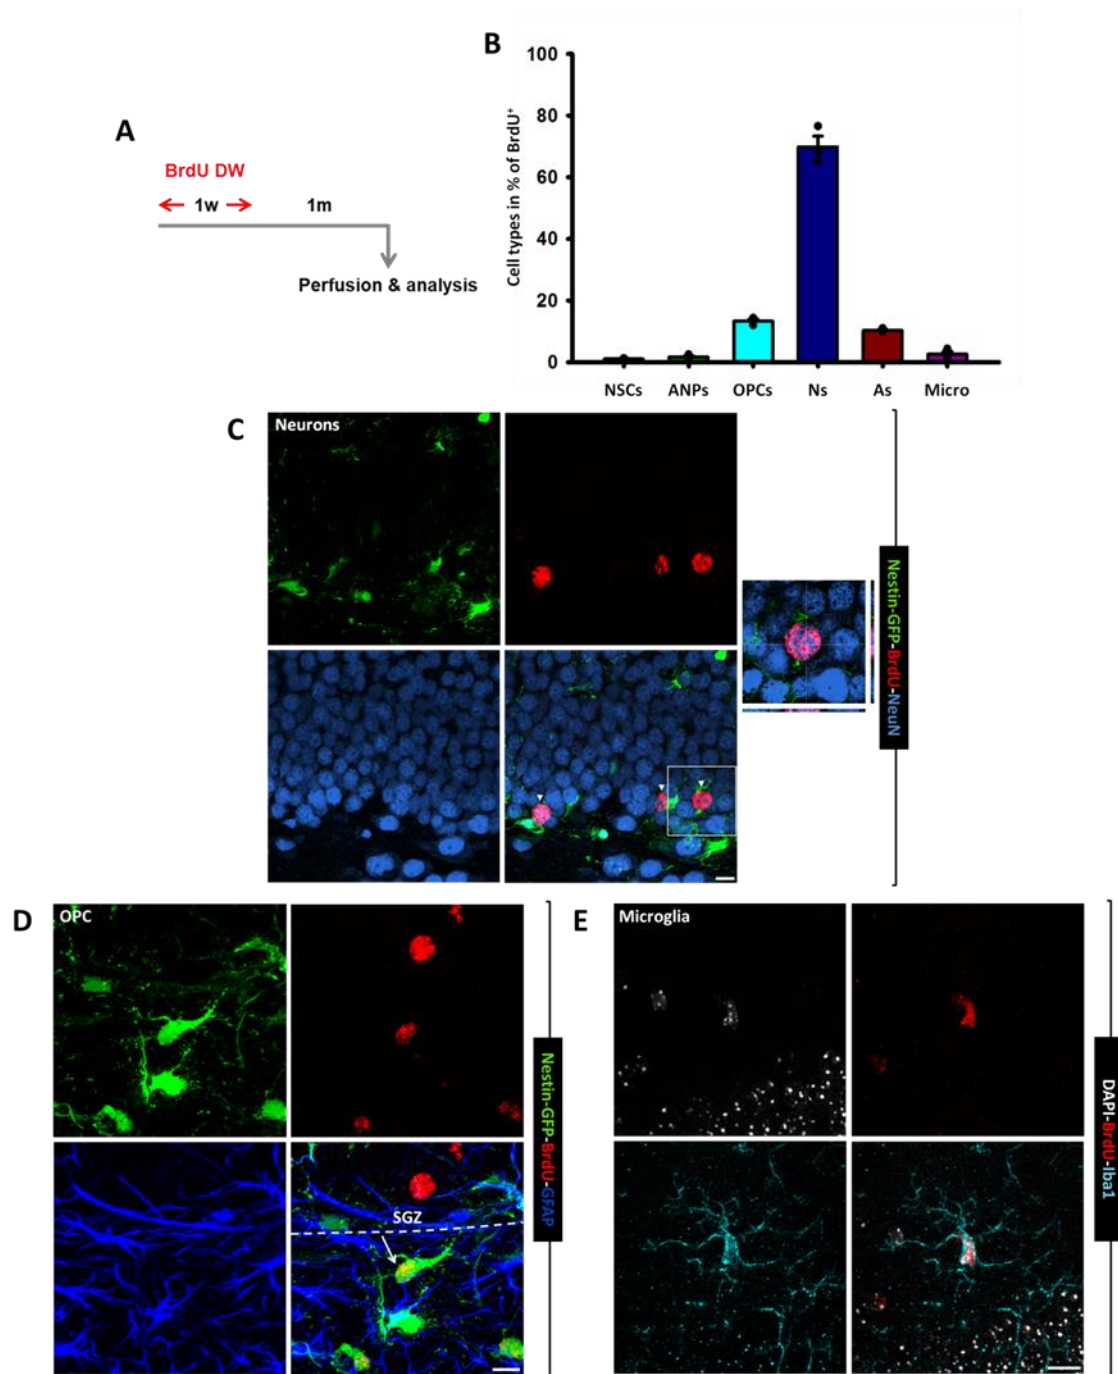 A
BrdU DW
1w
1m
Perfusion & analysis
B
Cell types in % of BrdU⁺
100
80
60
40
20
0
NSCs
ANPs
OPCs
Ns
As
Micro
C
Neurons
Nestin-GFP-BrdU-NeuN
D
OPC
SGZ
Nestin-GFP-BrdU-GFAP
E
Microglia
DAPI-BrdU-Iba1